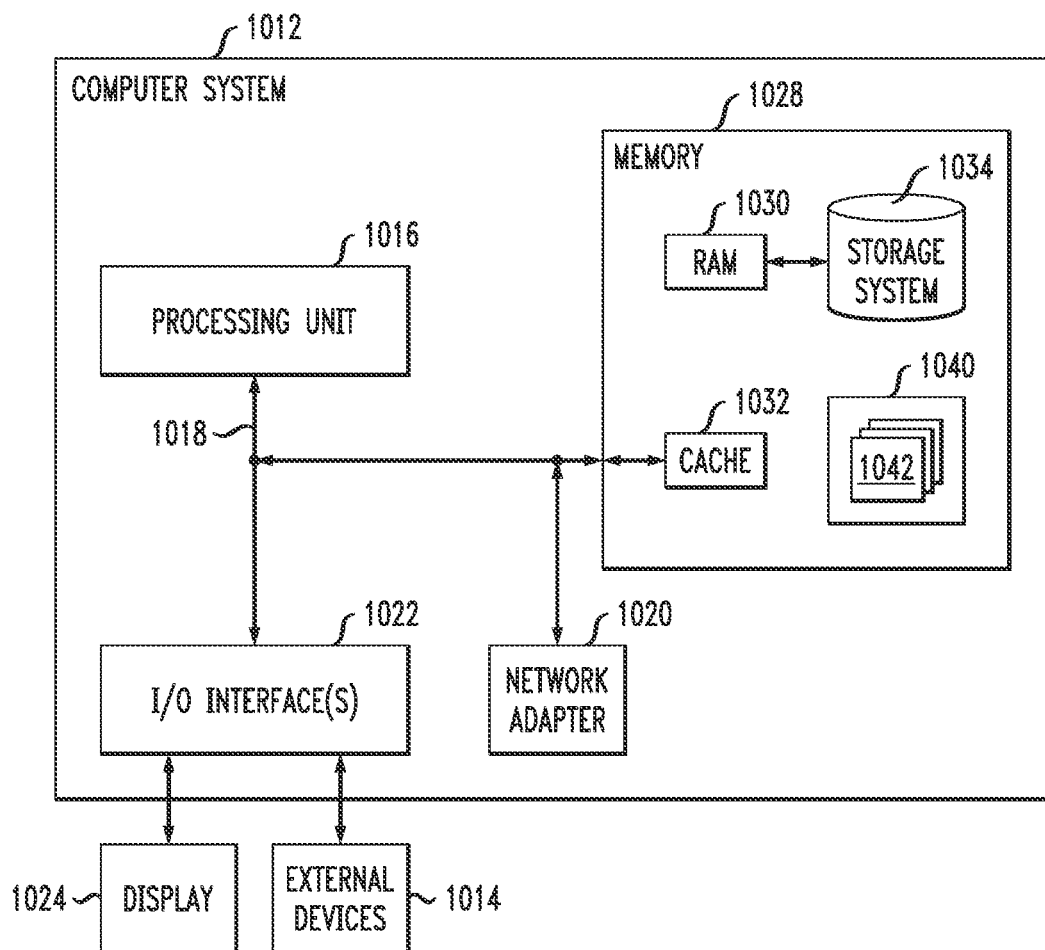 1012
COMPUTER SYSTEM
1028
MEMORY
1034
1030
RAM
STORAGE
SYSTEM
1016
PROCESSING UNIT
1040
1032
1018
CACHE
1042
1022
1020
I/O INTERFACE(S)
NETWORK
ADAPTER
1024
DISPLAY
EXTERNAL
DEVICES
1014